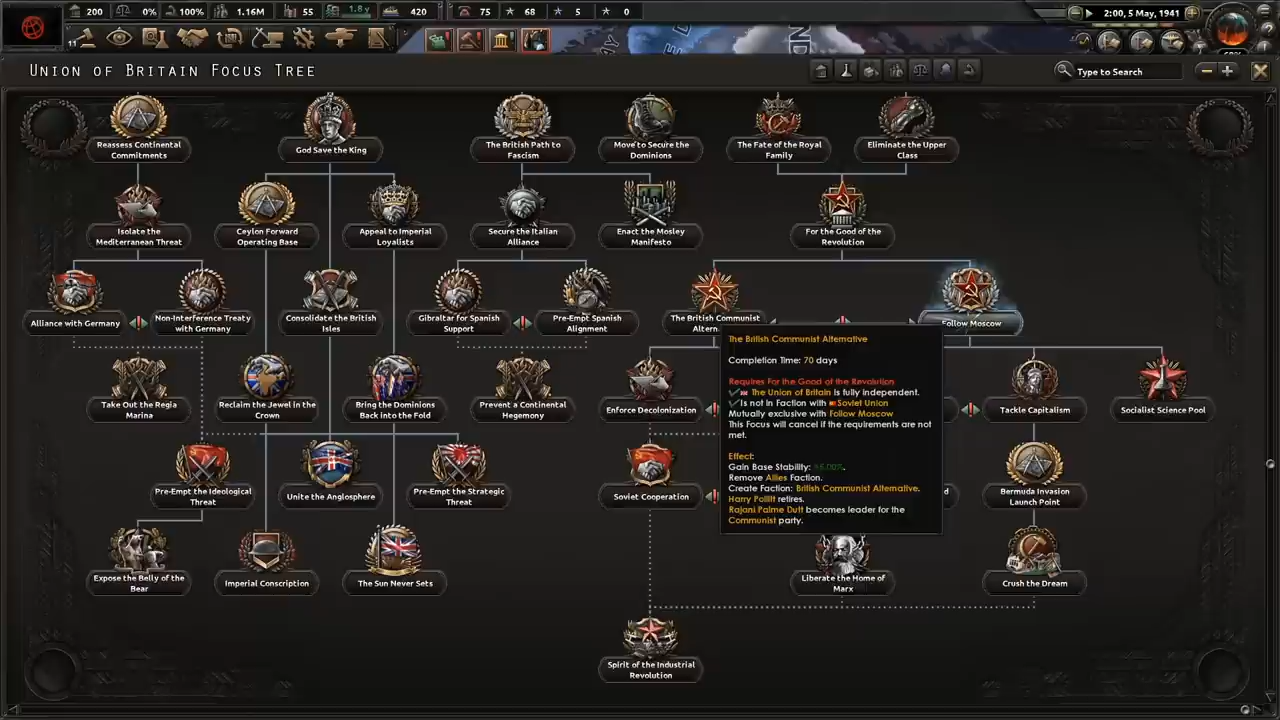 200 0% 100% 1.16M 55 1.8y 420 75 68 5 0 2:00, 5 May, 1941
11
Union of Britain Focus Tree
Type to Search
Reassess Continental
Commitments
God Save the King
The British Path to
Fascism
Move to Secure the
Dominions
The Fate of the Royal
Family
Eliminate the Upper
Class
Isolate the
Mediterranean Threat
Ceylon Forward
Operating Base
Appeal to Imperial
Loyalists
Secure the Italian
Alliance
Enact the Mosley
Manifesto
For the Good of the
Revolution
Alliance with Germany
Non-Interference Treaty
with Germany
Consolidate the British
Isles
Gibraltar for Spanish
Support
Pre-Empt Spanish
Alignment
The British Communist
Altern
Follow Moscow
The British Communist Alternative
Completion Time: 70 days
Requires For the Good of the Revolution
The Union of Britain is fully independent.
Is not in Faction with Soviet Union
Mutually exclusive with Follow Moscow
This Focus will cancel if the requirements are not
met.
Effect:
Gain Base Stability: +5.00%.
Remove Allies Faction.
Create Faction: British Communist Alternative.
Harry Pollitt retires.
Rajani Palme Dutt becomes leader for the
Communist party.
Take Out the Regia
Marina
Reclaim the Jewel in the
Crown
Bring the Dominions
Back into the Fold
Prevent a Continental
Hegemony
Enforce Decolonization
Tackle Capitalism
Socialist Science Pool
Pre-Empt the Ideological
Threat
Unite the Anglosphere
Pre-Empt the Strategic
Threat
Soviet Cooperation
d
Bermuda Invasion
Launch Point
Expose the Belly of the
Bear
Imperial Conscription
The Sun Never Sets
Liberate the Home of
Marx
Crush the Dream
Spirit of the Industrial
Revolution